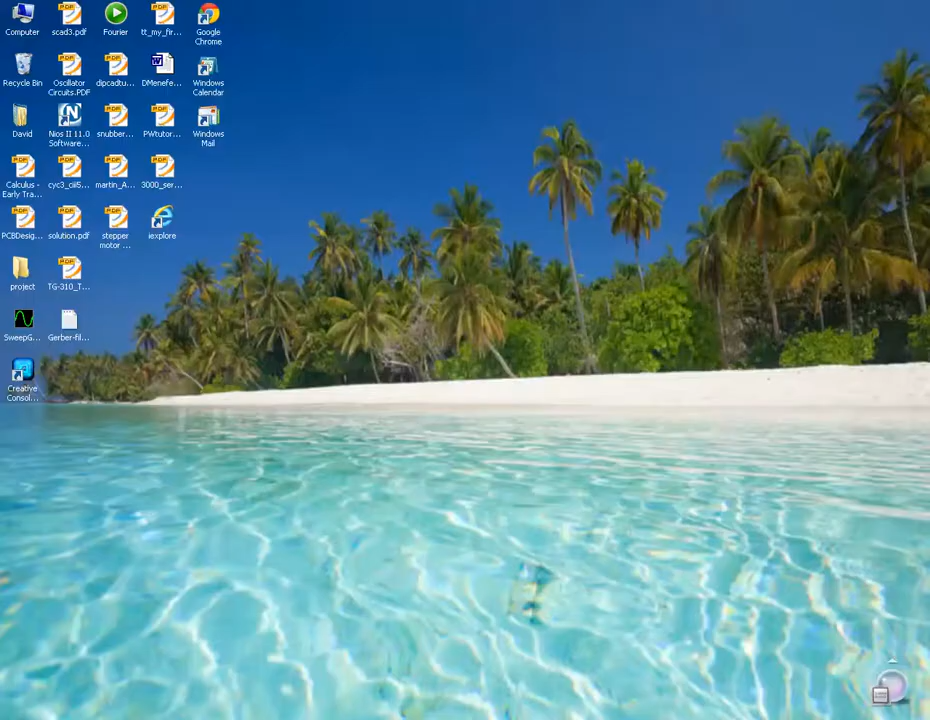 Computer
scad3.pdf
Fourier
tt_my_fir...
Google
Chrome
Recycle Bin
Oscillator
Circuits.PDF
dipcadtu...
DMenefe...
Windows
Calendar
David
Nios II 11.0
Software...
snubber...
PWtutor...
Windows
Mail
Calculus -
Early Tra...
cyc3_ciii5...
martin_A...
3000_ser...
PCBDesig...
solution.pdf
stepper
motor ...
iexplore
project
TG-310_T...
SweepG...
Gerber-fil...
Creative
Consol...